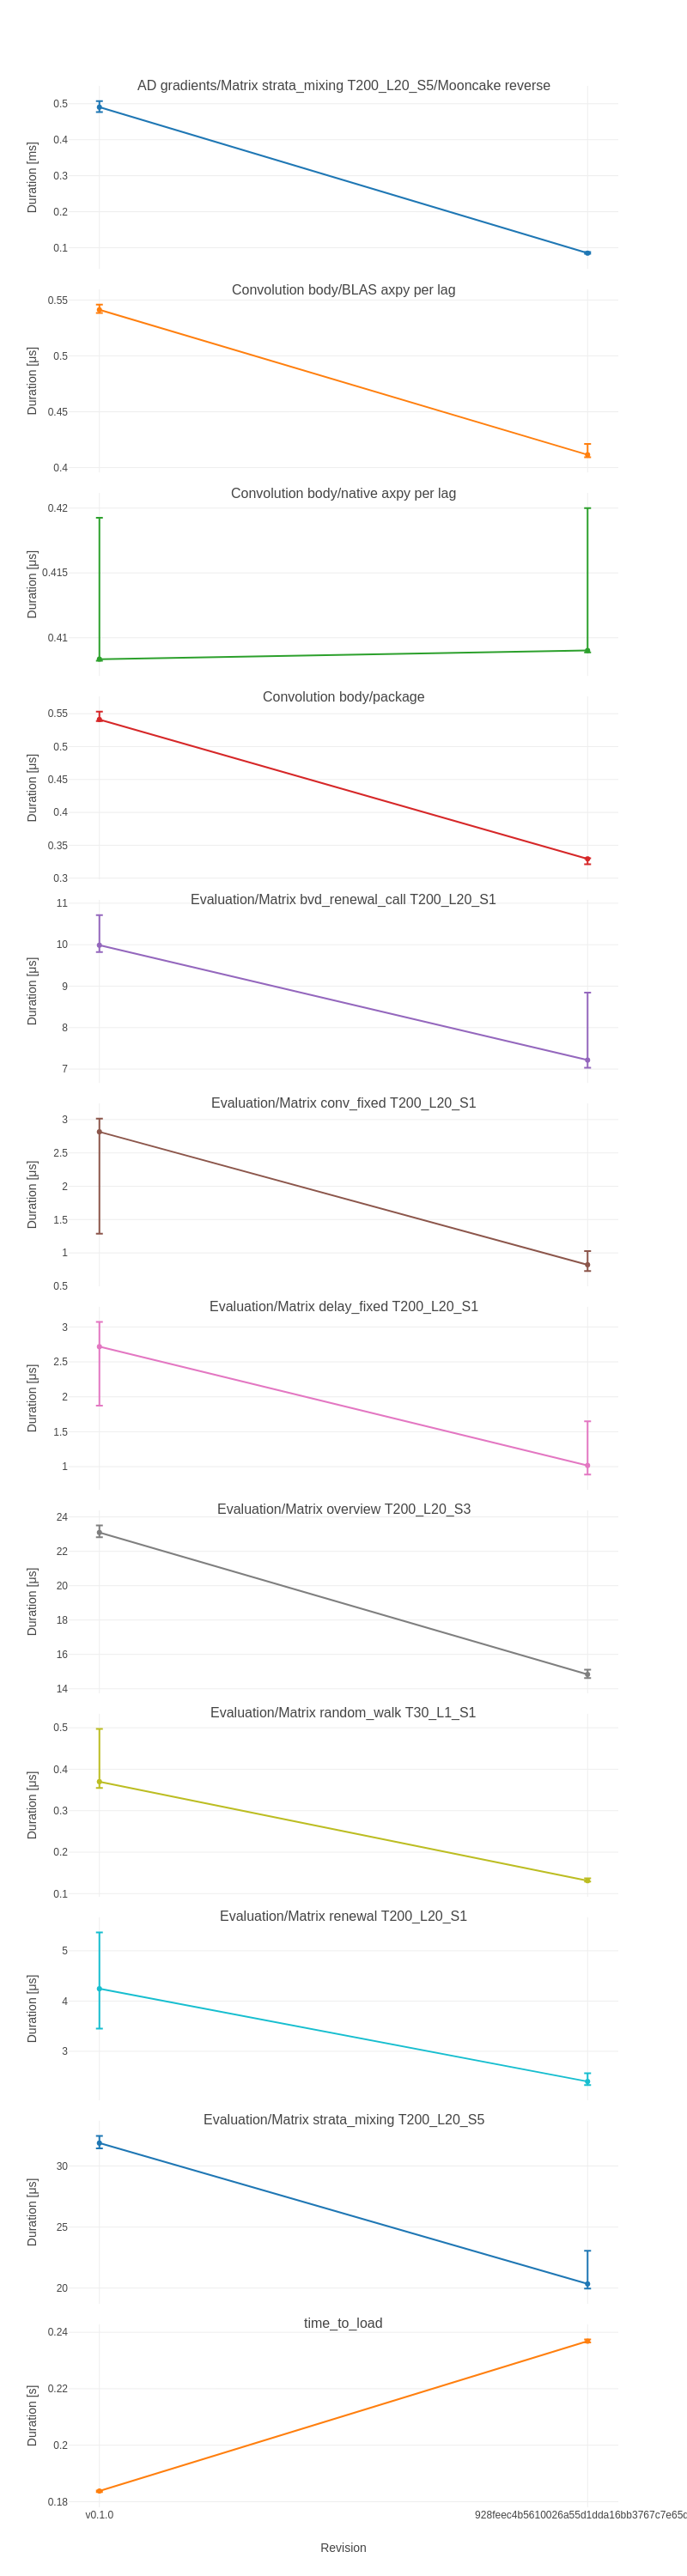 AD gradients/Matrix strata_mixing T200_L20_S5/Mooncake reverse
0.5
0.4
0.3
0.2
0.1
Duration [ms]
Convolution body/BLAS axpy per lag
0.55
0.5
0.45
0.4
Duration [μs]
Convolution body/native axpy per lag
0.42
0.415
0.41
Duration [μs]
Convolution body/package
0.55
0.5
0.45
0.4
0.35
0.3
Duration [μs]
Evaluation/Matrix bvd_renewal_call T200_L20_S1
11
10
9
8
7
Duration [μs]
Evaluation/Matrix conv_fixed T200_L20_S1
3
2.5
2
1.5
1
0.5
Duration [μs]
Evaluation/Matrix delay_fixed T200_L20_S1
3
2.5
2
1.5
1
Duration [μs]
Evaluation/Matrix overview T200_L20_S3
24
22
20
18
16
14
Duration [μs]
Evaluation/Matrix random_walk T30_L1_S1
0.5
0.4
0.3
0.2
0.1
Duration [μs]
Evaluation/Matrix renewal T200_L20_S1
5
4
3
Duration [μs]
Evaluation/Matrix strata_mixing T200_L20_S5
30
25
20
Duration [μs]
time_to_load
0.24
0.22
0.2
0.18
Duration [s]
v0.1.0 928feec4b5610026a55d1dda16bb3767c7e65d
Revision